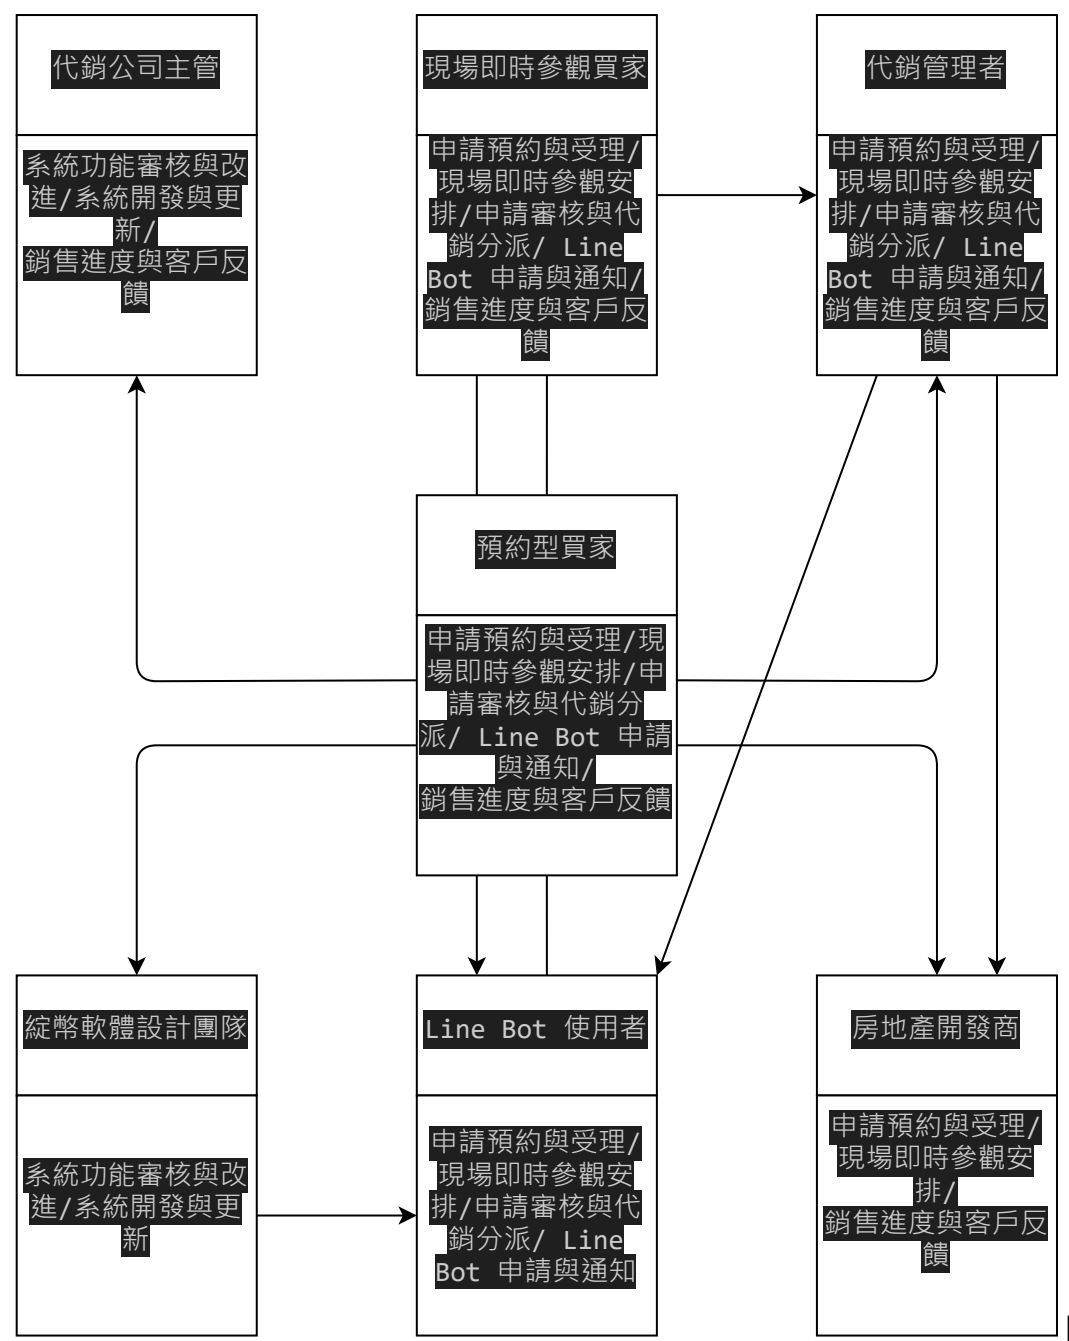 代銷公司主管
系統功能審核與改
進/系統開發與更
新/
銷售進度與客戶反
饋
現場即時參觀買家
申請預約與受理/
現場即時參觀安
排/申請審核與代
銷分派/ Line
Bot 申請與通知/
銷售進度與客戶反
饋
代銷管理者
申請預約與受理/
現場即時參觀安
排/申請審核與代
銷分派/ Line
Bot 申請與通知/
銷售進度與客戶反
饋
預約型買家
申請預約與受理/現
場即時參觀安排/申
請審核與代銷分
派/ Line Bot 申請
與通知/
銷售進度與客戶反饋
綻幣軟體設計團隊
系統功能審核與改
進/系統開發與更
新
Line Bot 使用者
申請預約與受理/
現場即時參觀安
排/申請審核與代
銷分派/ Line
Bot 申請與通知
房地產開發商
申請預約與受理/
現場即時參觀安
排/
銷售進度與客戶反
饋